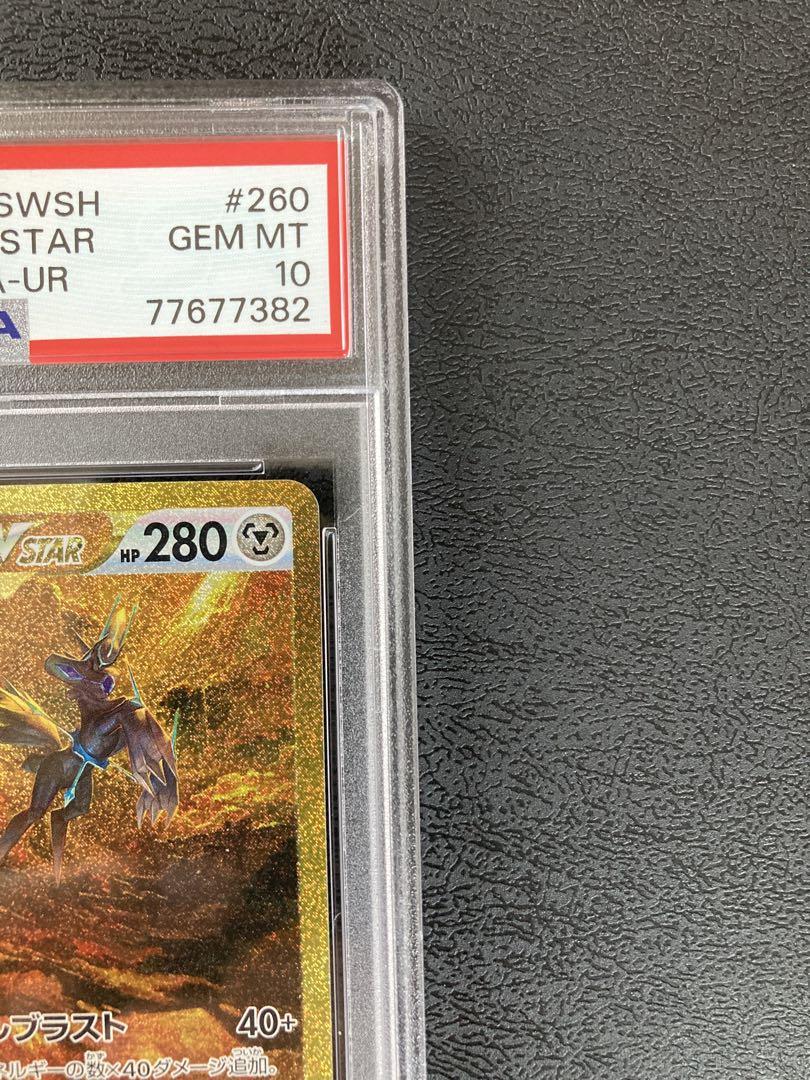 SWSH #260
STAR GEM MT
A-UR 10
77677382
A
VSTAR HP 280
ルブラスト 40+
ネルギーの数×40ダメージ追加。